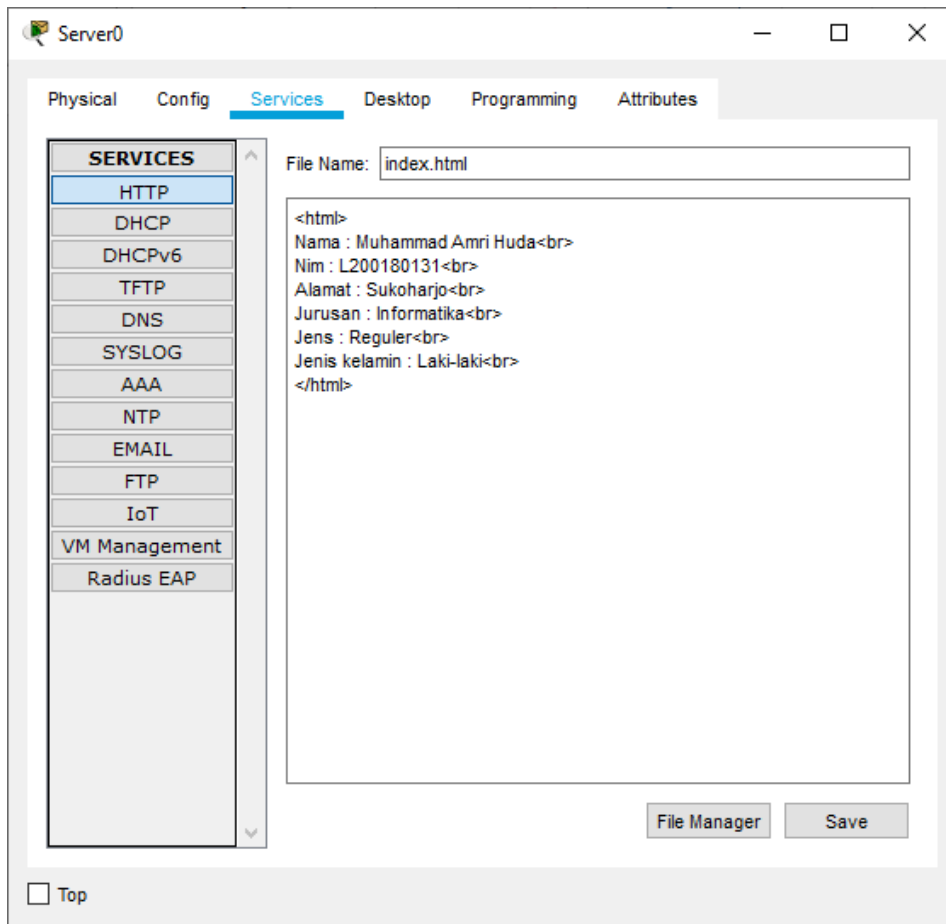 Server0
Physical Config Services Desktop Programming Attributes
SERVICES
HTTP
DHCP
DHCPv6
TFTP
DNS
SYSLOG
AAA
NTP
EMAIL
FTP
IoT
VM Management
Radius EAP
File Name: index.html
<html>
Nama : Muhammad Amri Huda<br>
Nim : L200180131<br>
Alamat : Sukoharjo<br>
Jurusan : Informatika<br>
Jens : Reguler<br>
Jenis kelamin : Laki-laki<br>
</html>
File Manager Save
Top